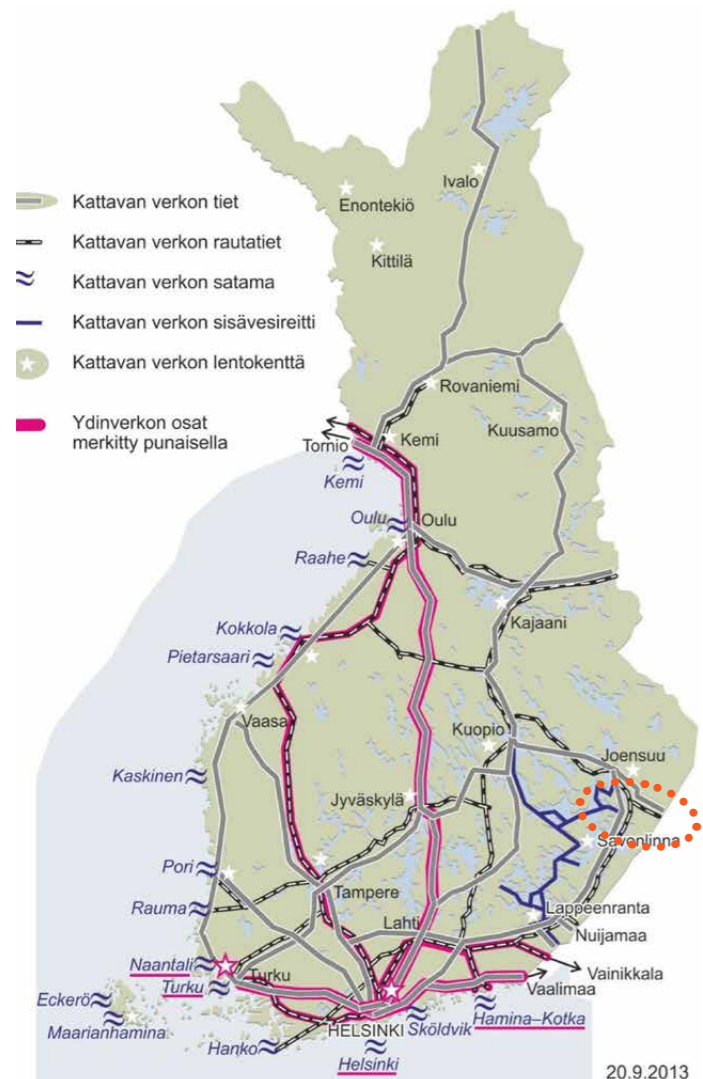 Kattavan verkon tiet
Kattavan verkon rautatiet
Kattavan verkon satama
Kattavan verkon sisävesireitti
Kattavan verkon lentokenttä
Ydinverkon osat
merkitty punaisella
Ivalo
Enontekiö
Kittilä
Rovaniemi
Kuusamo
Tornio
Kemi
Kemi
Oulu
Oulu
Raahe
Kajaani
Kokkola
Pietarsaari
Vaasa
Kuopio
Joensuu
Kaskinen
Jyväskylä
Savonlinna
Pori
Tampere
Rauma
Lahti
Lappeenranta
Nuijamaa
Naantali
Turku
Vainikkala
Turku
Vaalimaa
Eckerö
Maarianhamina
HELSINKI
Sköldvik
Hamina–Kotka
Hanko
Helsinki
20.9.2013